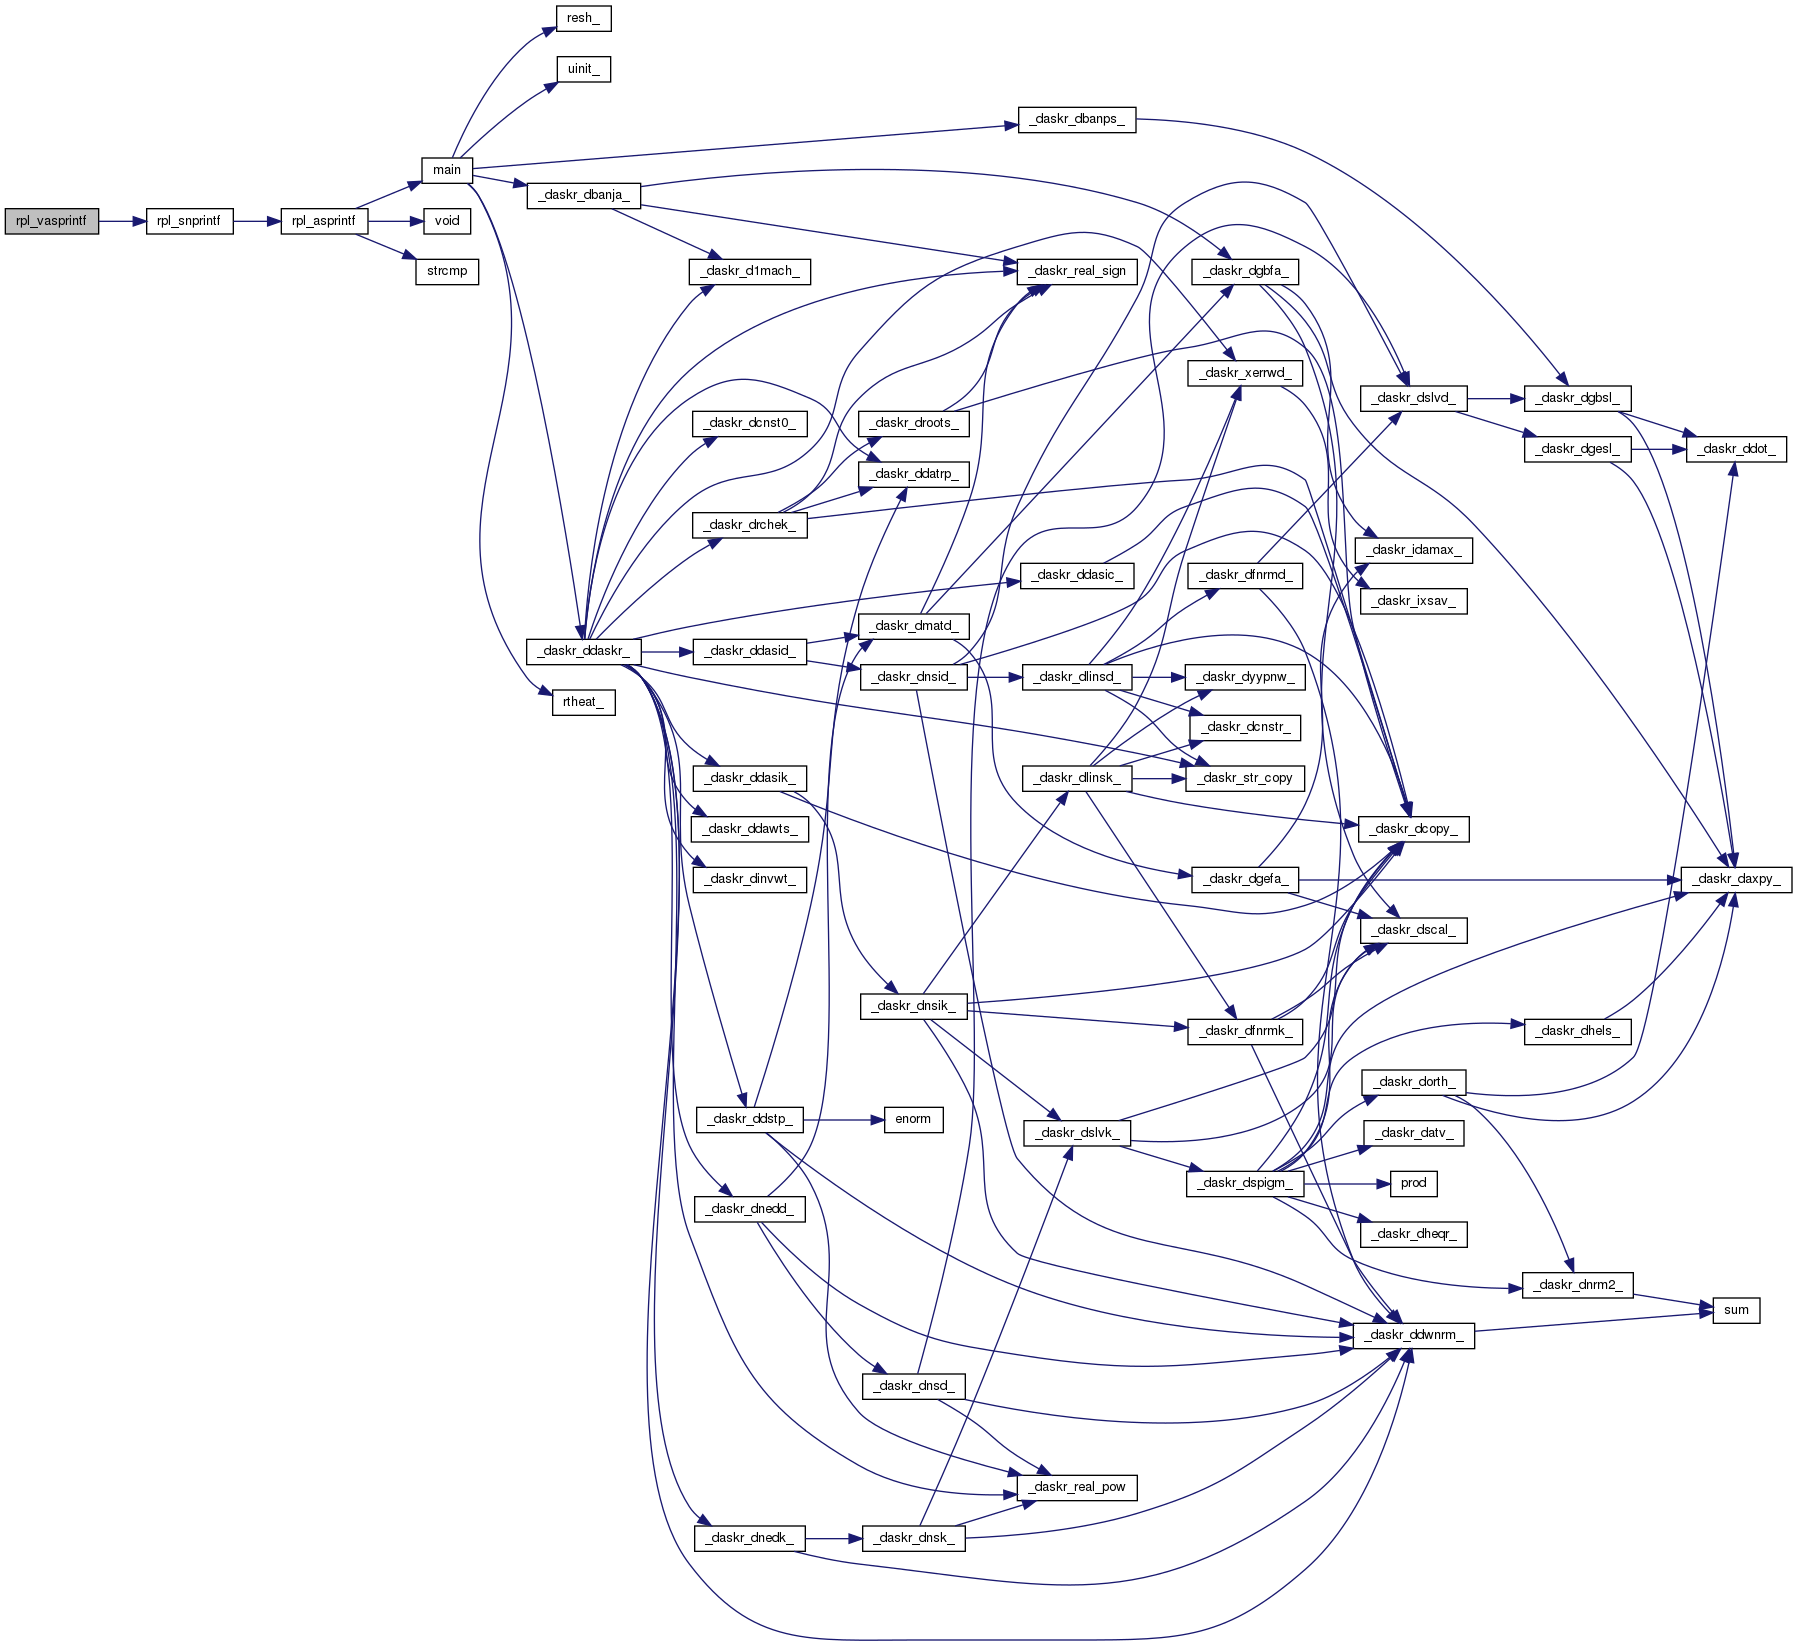 resh_
uinit_
_daskr_dbanps_
main
_daskr_dbanja_
rpl_vasprintf
rpl_snprintf
rpl_asprintf
void
strcmp
_daskr_d1mach_
_daskr_real_sign
_daskr_dgbfa_
_daskr_xerrwd_
_daskr_dslvd_
_daskr_dgbsl_
_daskr_dcnst0_
_daskr_droots_
_daskr_dgesl_
_daskr_ddot_
_daskr_ddatrp_
_daskr_drchek_
_daskr_idamax_
_daskr_ddasic_
_daskr_dfnrmd_
_daskr_ixsav_
_daskr_dmatd_
_daskr_ddaskr_
_daskr_ddasid_
_daskr_dnsid_
_daskr_dlinsd_
_daskr_dyypnw_
rtheat_
_daskr_dcnstr_
_daskr_ddasik_
_daskr_dlinsk_
_daskr_str_copy
_daskr_ddawts_
_daskr_dcopy_
_daskr_dinvwt_
_daskr_dgefa_
_daskr_daxpy_
_daskr_dscal_
_daskr_dnsik_
_daskr_dfnrmk_
_daskr_dhels_
_daskr_dorth_
_daskr_ddstp_
enorm
_daskr_dslvk_
_daskr_datv_
_daskr_dspigm_
prod
_daskr_dnedd_
_daskr_dheqr_
_daskr_dnrm2_
sum
_daskr_ddwnrm_
_daskr_dnsd_
_daskr_real_pow
_daskr_dnedk_
_daskr_dnsk_